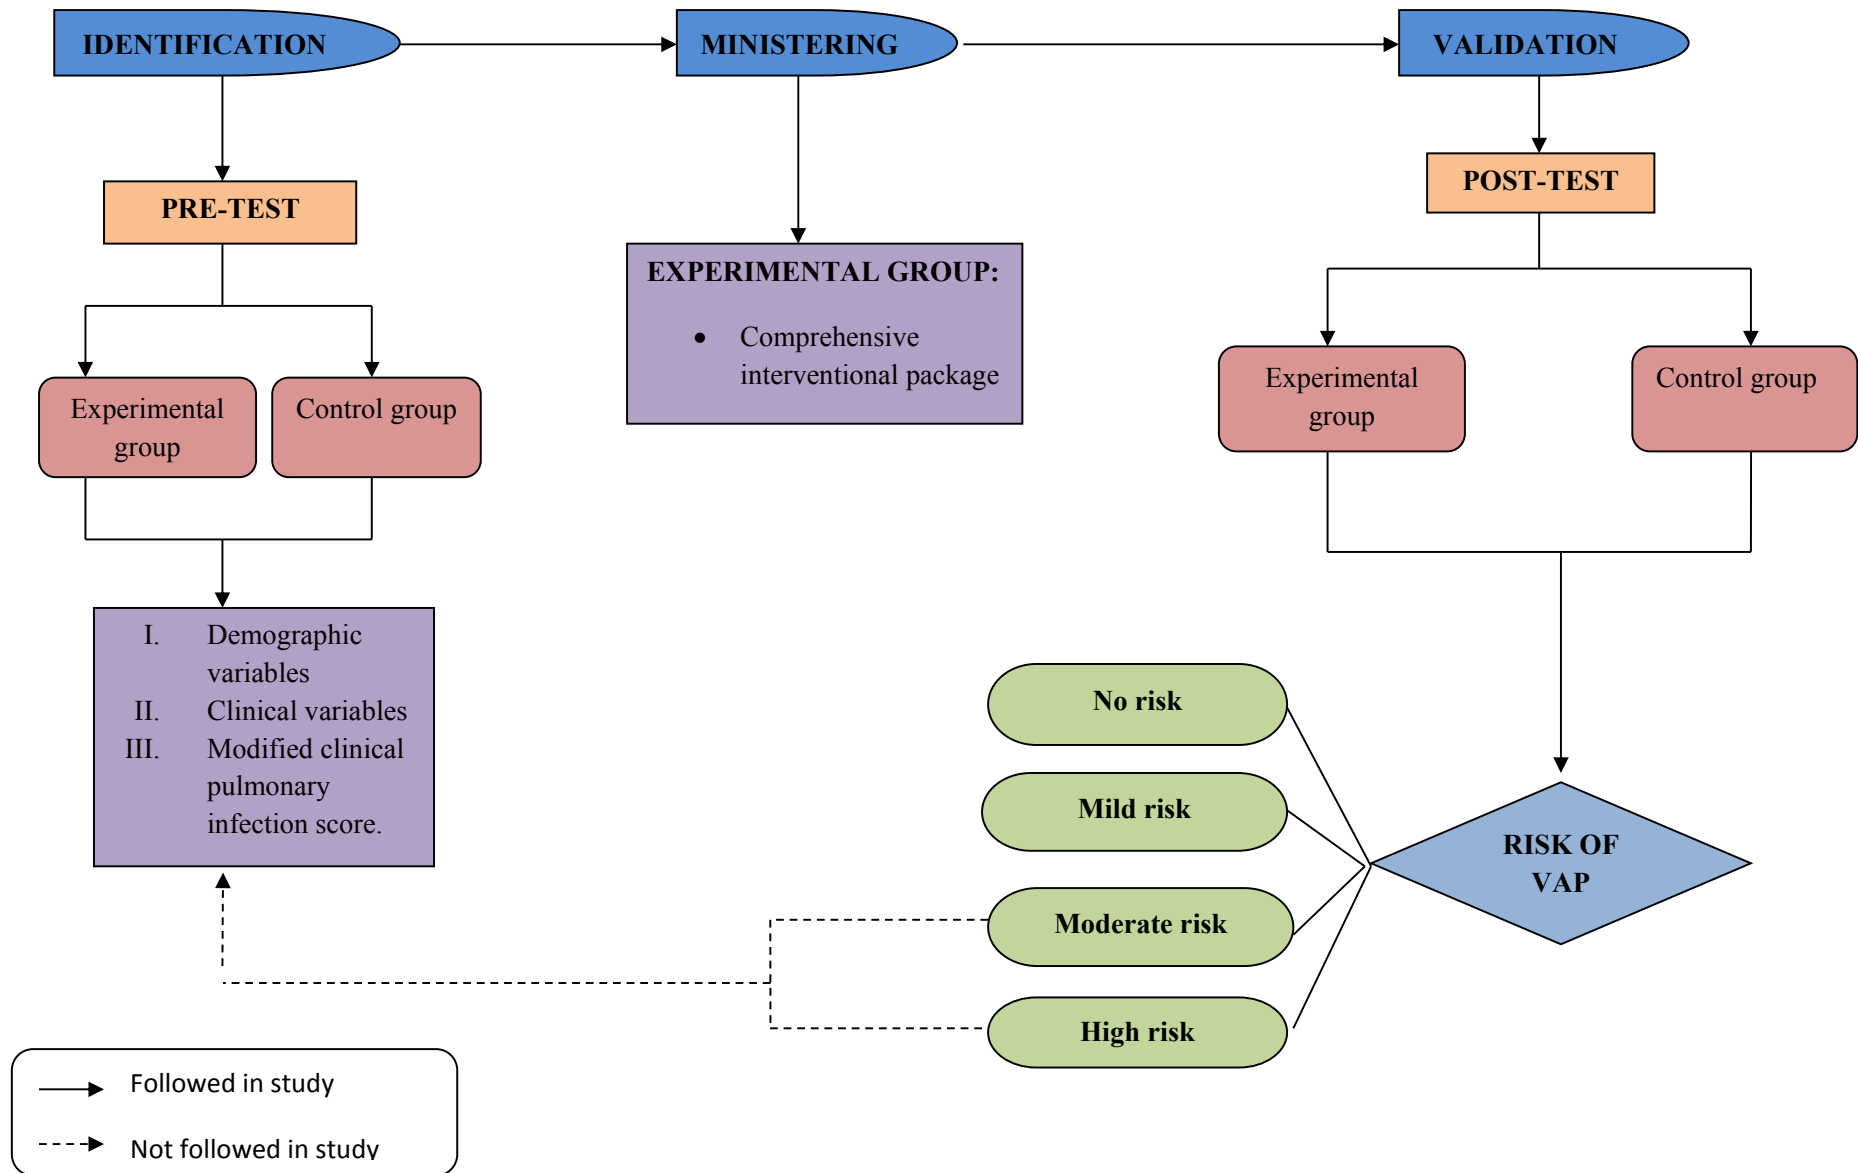 IDENTIFICATION
MINISTERING
VALIDATION
PRE-TEST
POST-TEST
EXPERIMENTAL GROUP:
• Comprehensive
interventional package
Experimental
group
Control group
Experimental
group
Control group
I. Demographic
variables
II. Clinical variables
III. Modified clinical
pulmonary
infection score.
No risk
Mild risk
Moderate risk
High risk
RISK OF
VAP
Followed in study
Not followed in study